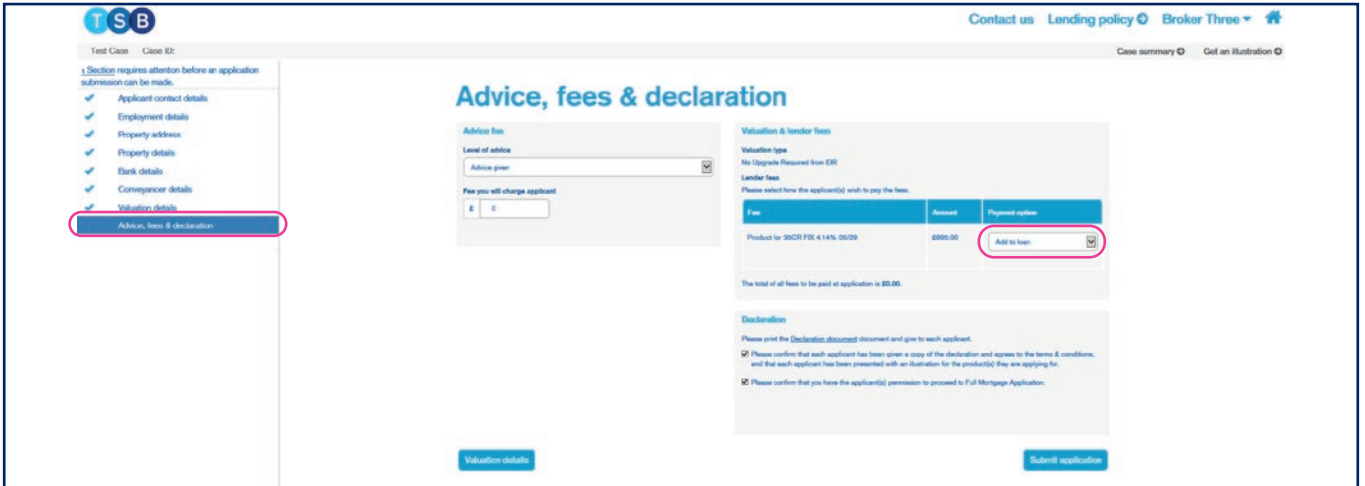 TSB
Contact us Lending policy Broker Three
Test Case Case ID:
Case summary Get an illustration
1 Section requires attention before an application
submission can be made.
Applicant contact details
Employment details
Property address
Property details
Bank details
Conveyancer details
Valuation details
Advice, fees & declaration
Advice, fees & declaration
Advice fee
Level of advice
Advice given
Fee you will charge applicant
£ 0
Valuation & lender fees
Valuation type
No Upgrade Required from EIR
Lender fees
Please select how the applicant(s) wish to pay the fees.
Fee Amount Payment option
Product for 35CR FIX 4.14% 05/29 £995.00 Add to loan
The total of all fees to be paid at application is £0.00.
Declaration
Please print the Declaration document document and give to each applicant.
Please confirm that each applicant has been given a copy of the declaration and agrees to the terms & conditions,
and that each applicant has been presented with an illustration for the product(s) they are applying for.
Please confirm that you have the applicant(s) permission to proceed to Full Mortgage Application.
Valuation details
Submit application